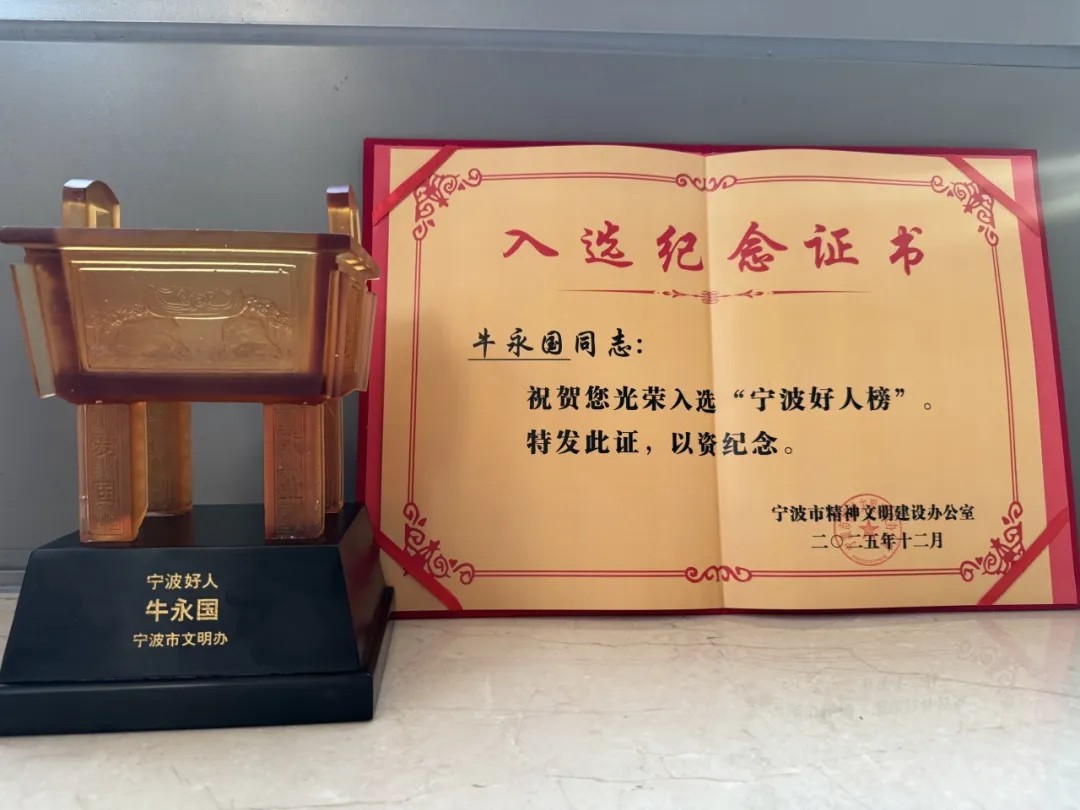 入选纪念证书
牛永国同志：
祝贺您光荣入选“宁波好人榜”。
特发此证，以资纪念。
宁波市精神文明建设办公室
二〇二五年十二月
宁波好人
牛永国
宁波市文明办